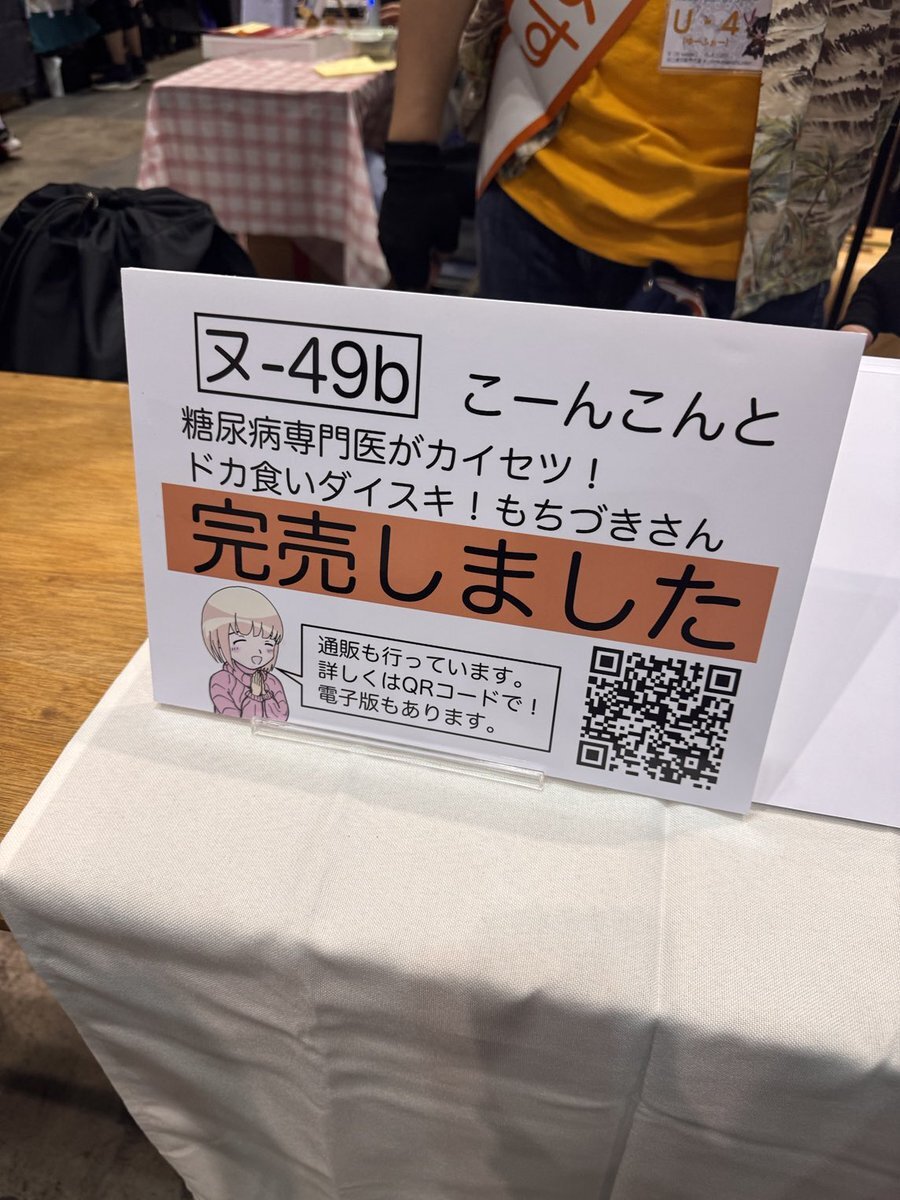 U・4
ヌ-49b
こーんこんと
糖尿病専門医がカイセツ！
ドカ食いダイスキ！もちづきさん
完売しました
通販も行っています。
詳しくはQRコードで！
電子版もあります。